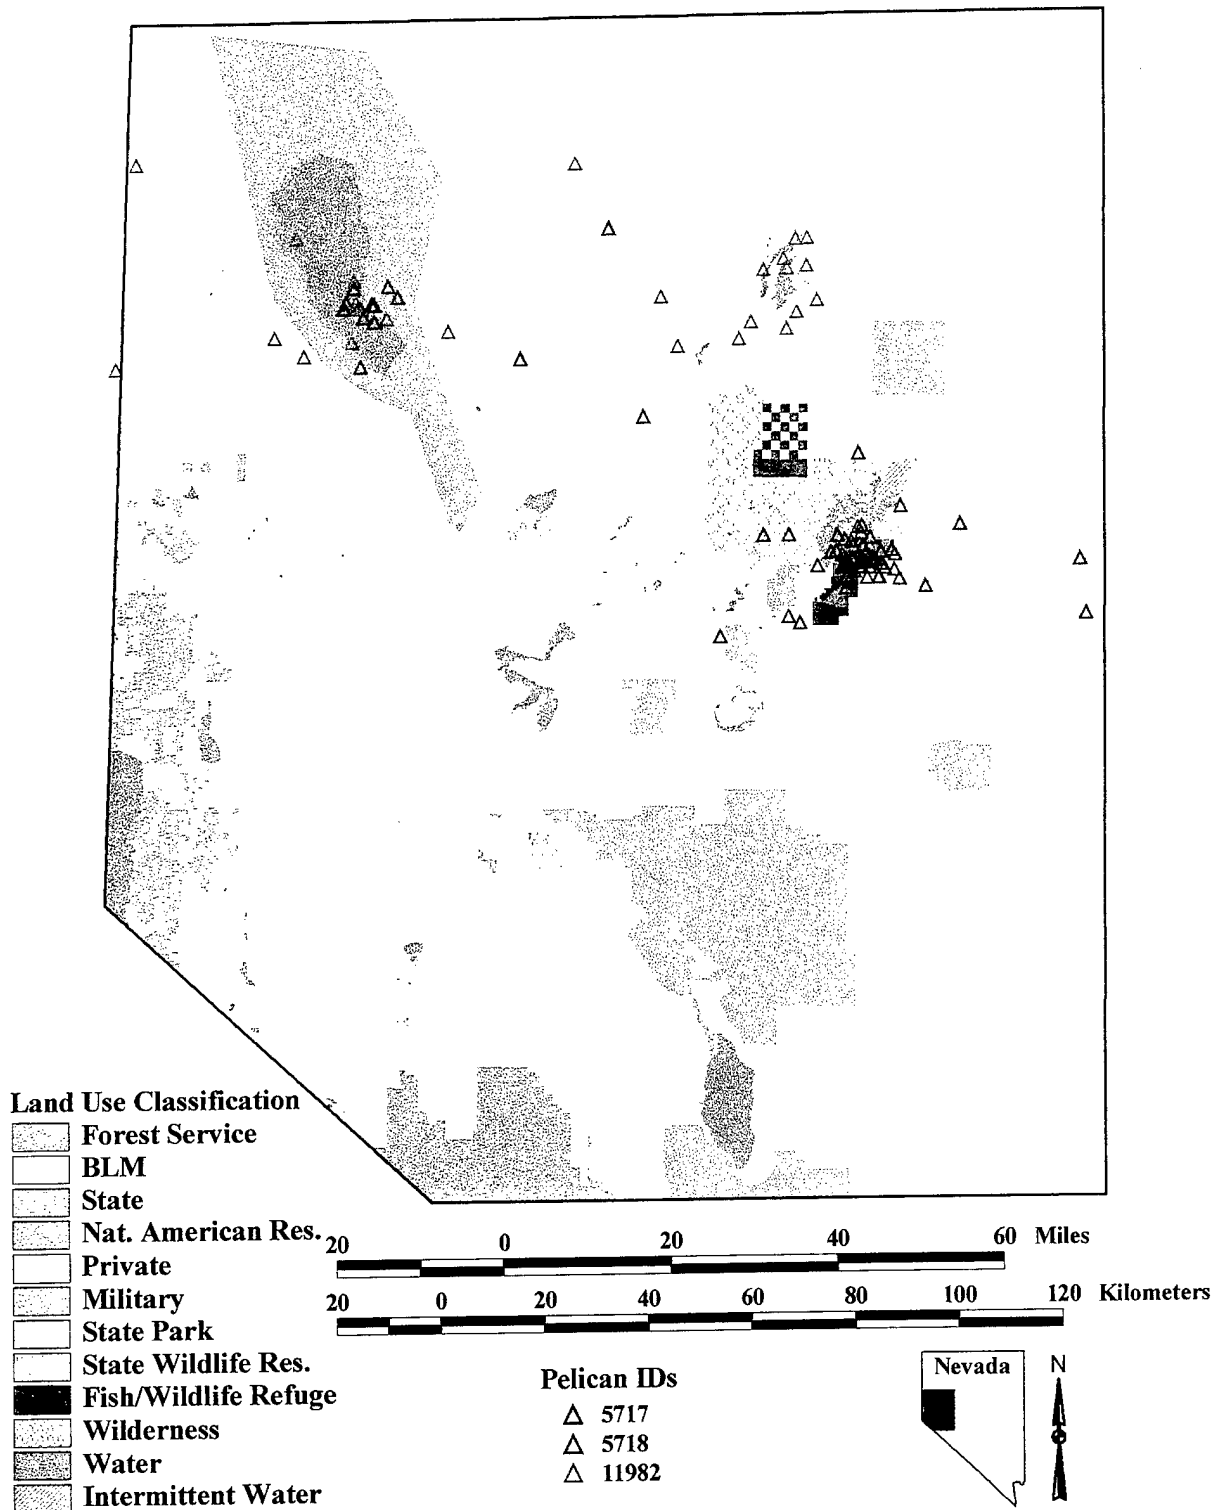 Land Use Classification
Forest Service
BLM
State
Nat. American Res.
Private
Military
State Park
State Wildlife Res.
Fish/Wildlife Refuge
Wilderness
Water
Intermittent Water
20 0 20 40 60 Miles
20 0 20 40 60 80 100 120 Kilometers
Pelican IDs
5717
5718
11982
Nevada
N